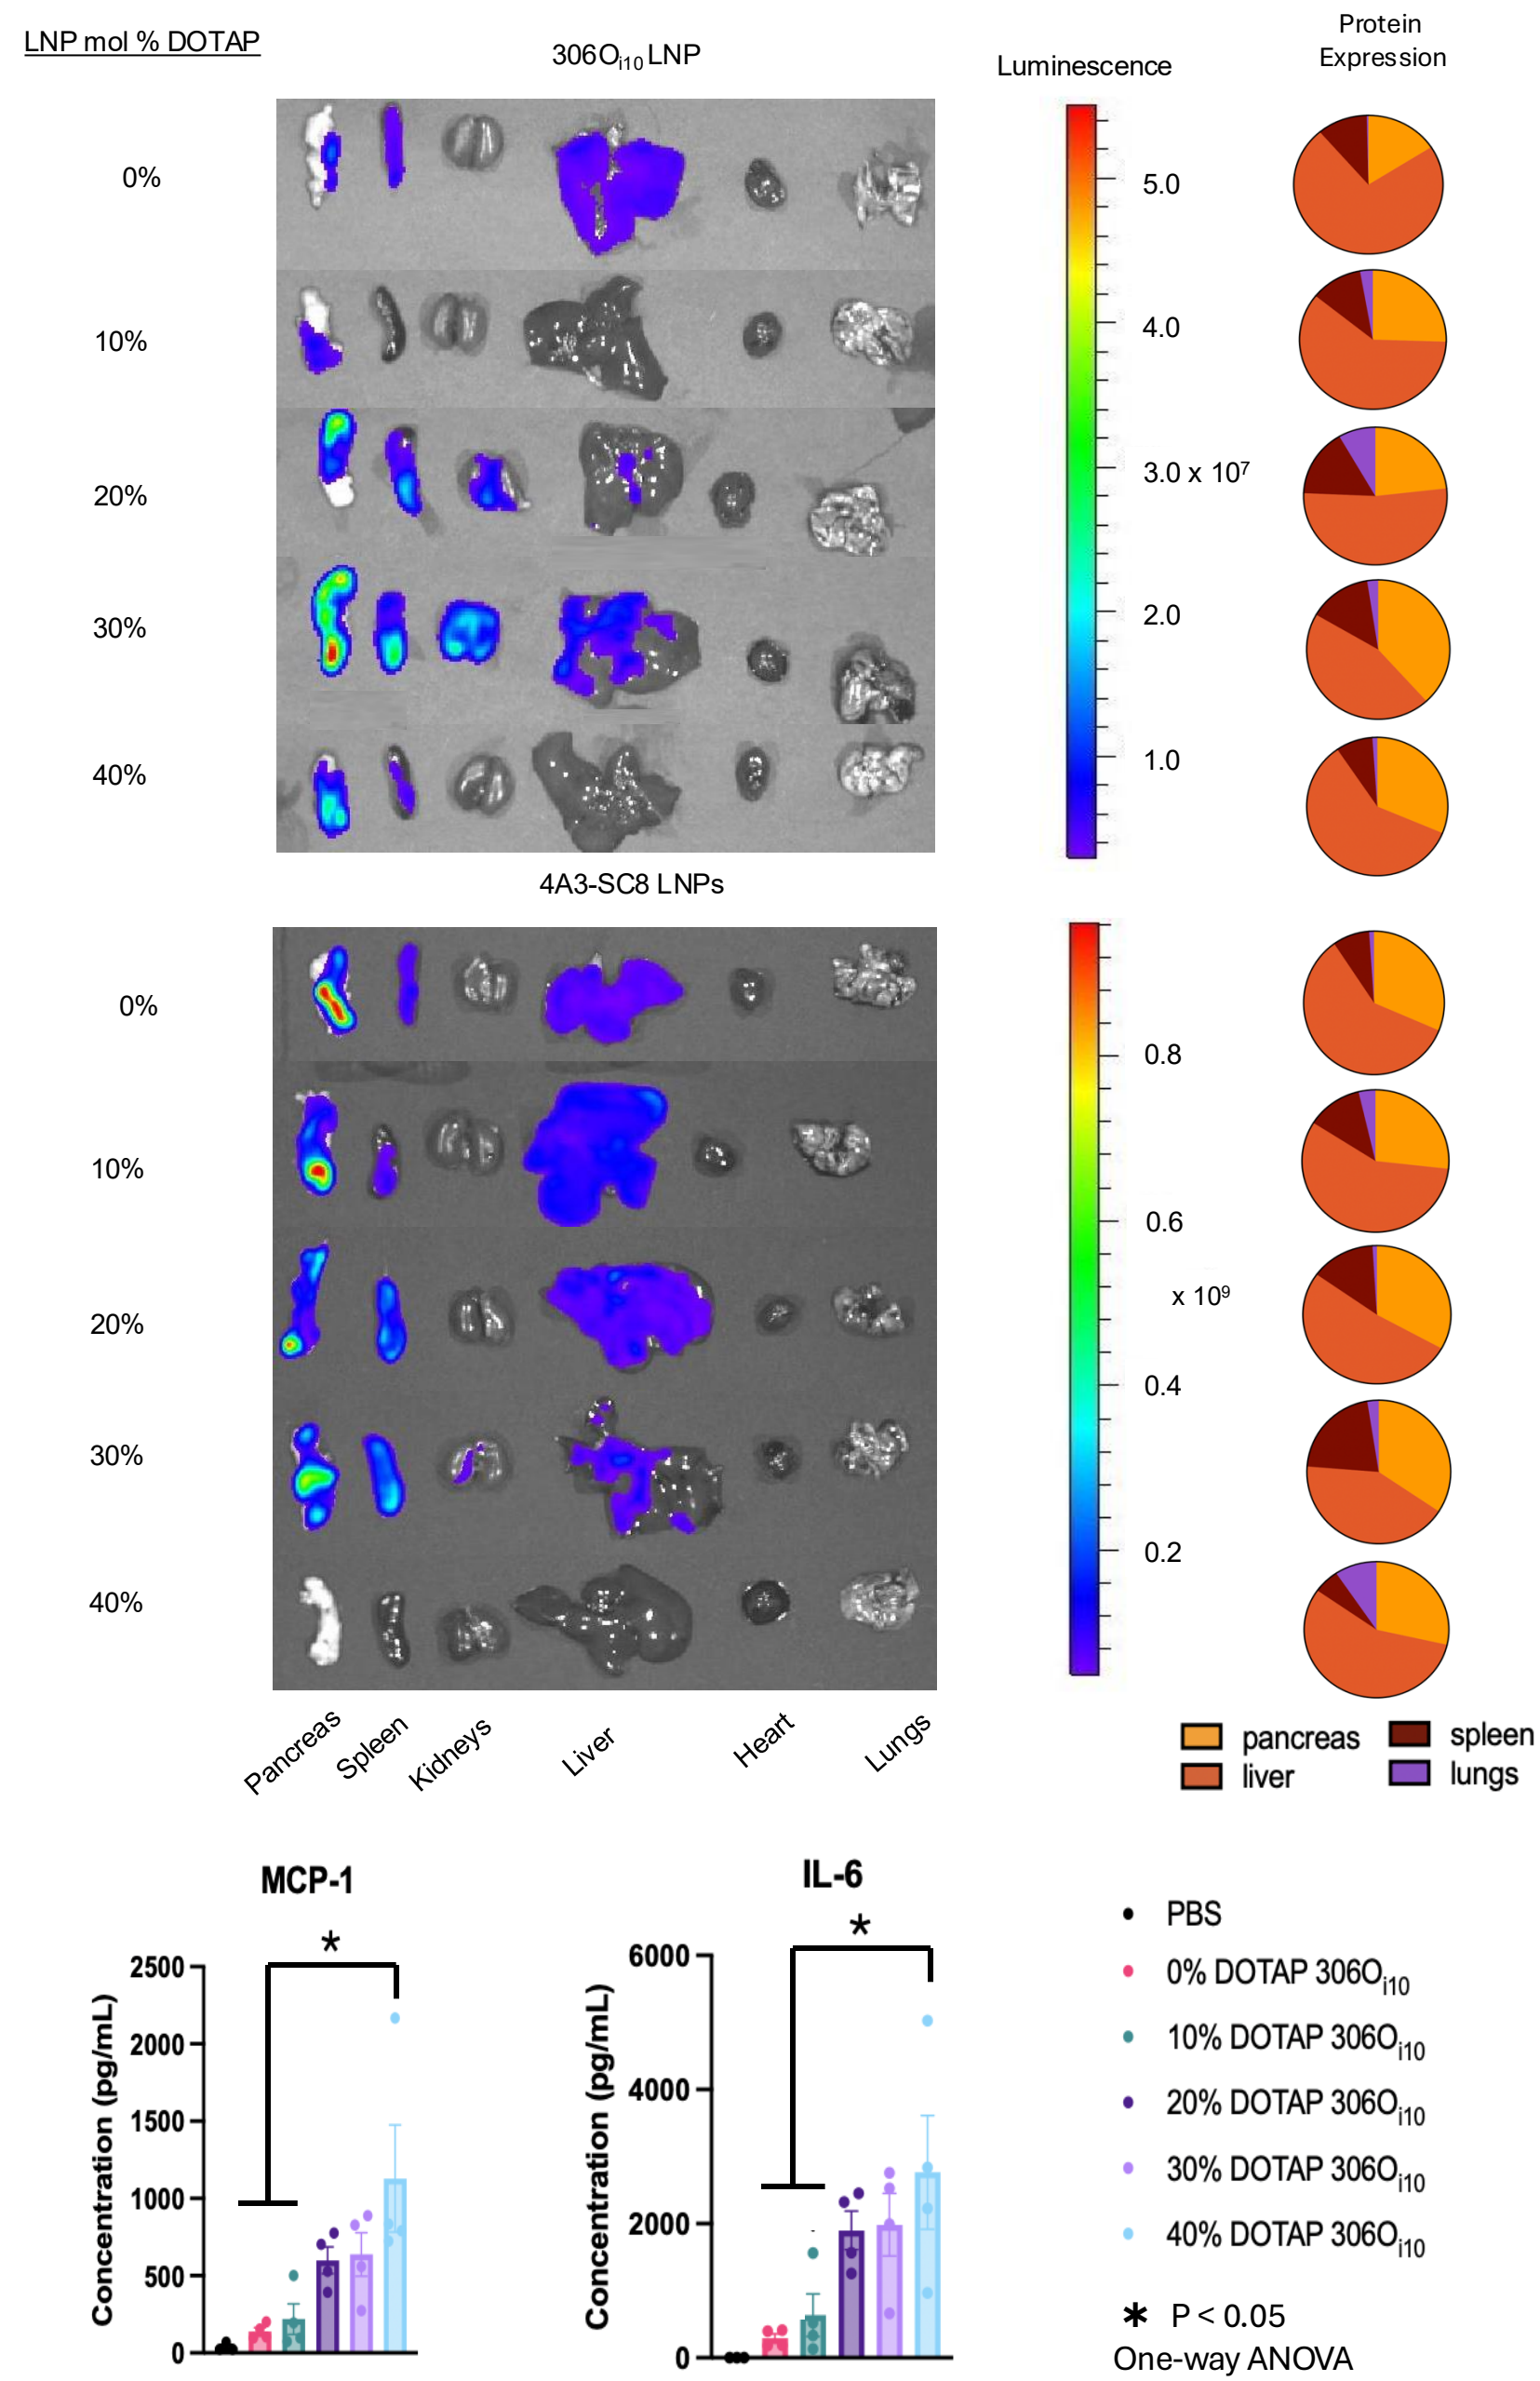 LNP mol % DOTAP
306Oi10 LNP
Luminescence
Protein
Expression
0%
10%
20%
30%
40%
5.0
4.0
3.0 x 10⁷
2.0
1.0
4A3-SC8 LNPs
0%
10%
20%
30%
40%
0.8
0.6
x 10⁹
0.4
0.2
Pancreas
Spleen
Kidneys
Liver
Heart
Lungs
pancreas
spleen
liver
lungs
MCP-1
*
Concentration (pg/mL)
2500
2000
1500
1000
500
0
IL-6
*
Concentration (pg/mL)
6000
4000
2000
0
PBS
0% DOTAP 306Oi10
10% DOTAP 306Oi10
20% DOTAP 306Oi10
30% DOTAP 306Oi10
40% DOTAP 306Oi10
* P < 0.05
One-way ANOVA